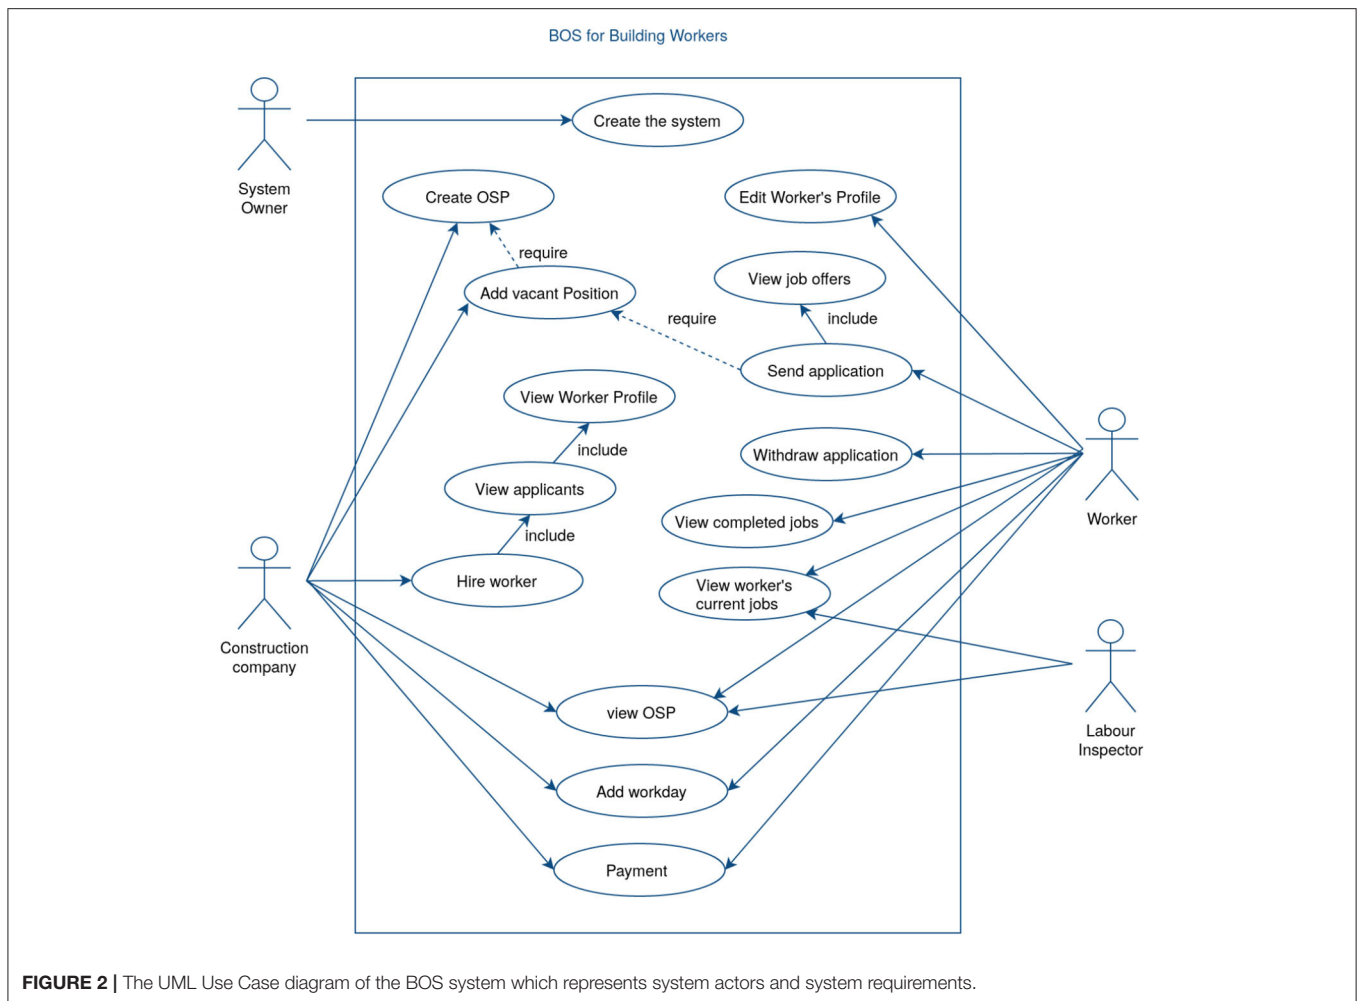 BOS for Building Workers
Create the system
System
Owner
Create OSP
Edit Worker's Profile
require
View job offers
Add vacant Position
require
include
Send application
View Worker Profile
include
Withdraw application
View applicants
include
View completed jobs
Worker
Hire worker
View worker's
current jobs
Construction
company
view OSP
Labour
Inspector
Add workday
Payment
FIGURE 2 | The UML Use Case diagram of the BOS system which represents system actors and system requirements.